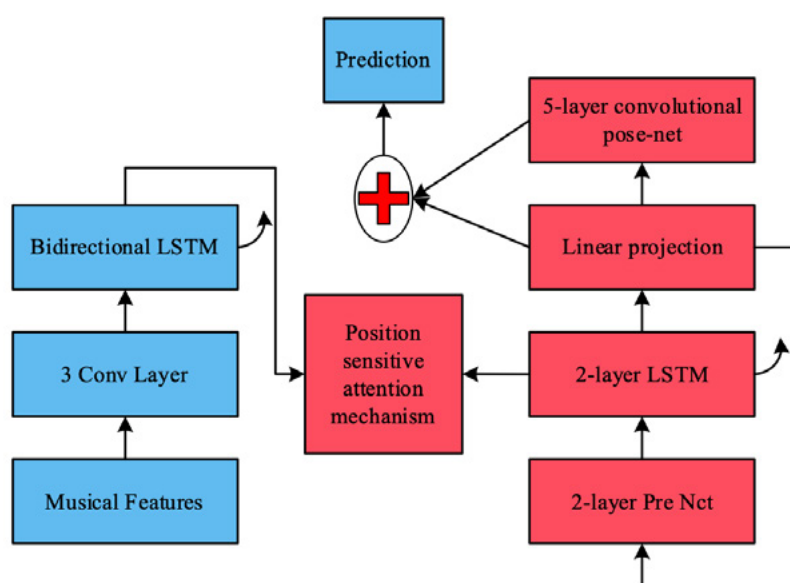 Prediction
5-layer convolutional
pose-net
Bidirectional LSTM
Linear projection
3 Conv Layer
Position
sensitive
attention
mechanism
2-layer LSTM
Musical Features
2-layer Pre Nct